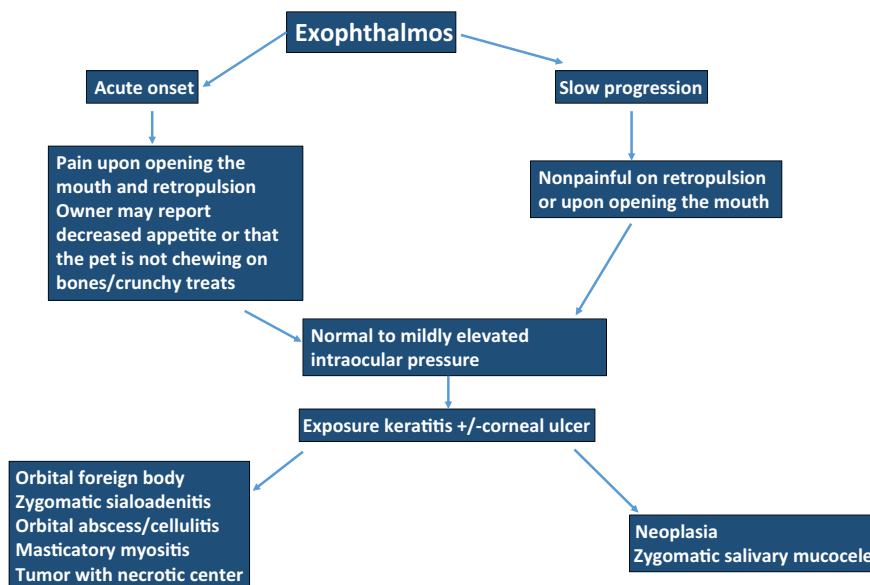 Exophthalmos
Acute onset
Slow progression
Pain upon opening the
mouth and retropulsion
Owner may report
decreased appetite or that
the pet is not chewing on
bones/crunchy treats
Nonpainful on retropulsion
or upon opening the mouth
Normal to mildly elevated
intraocular pressure
Exposure keratitis +/-corneal ulcer
Orbital foreign body
Zygomatic sialoadenitis
Orbital abscess/cellulitis
Masticatory myositis
Tumor with necrotic center
Neoplasia
Zygomatic salivary mucocele